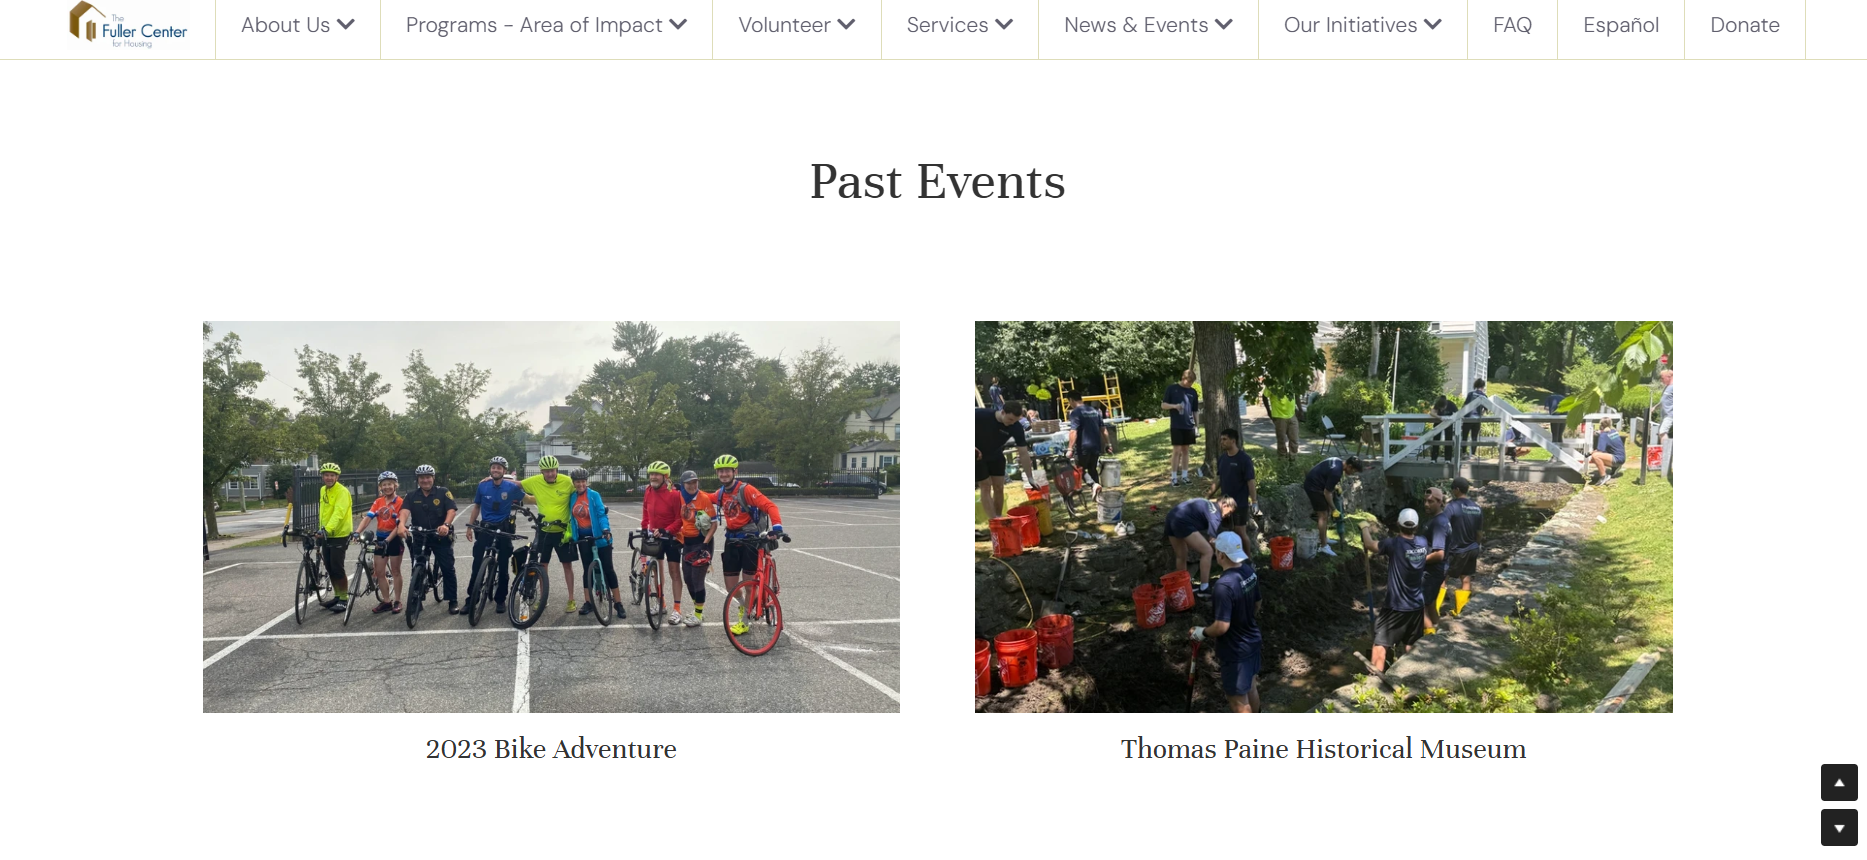 The
Fuller Center
for Housing
About Us
Programs - Area of Impact
Volunteer
Services
News & Events
Our Initiatives
FAQ
Español
Donate
Past Events
2023 Bike Adventure
Thomas Paine Historical Museum